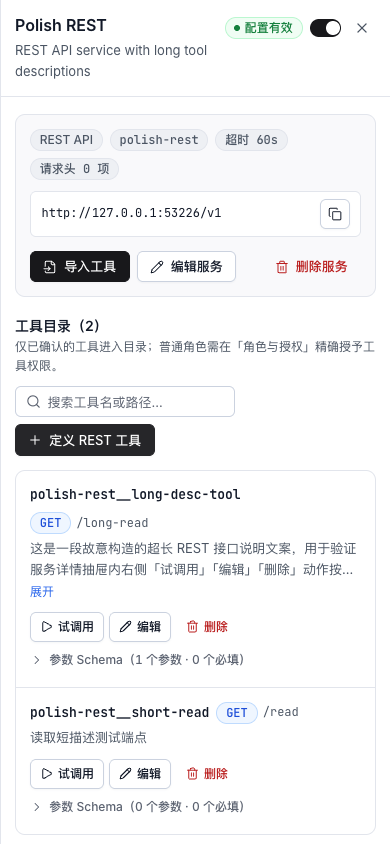 Polish REST
配置有效
REST API service with long tool
descriptions
REST API
polish-rest
超时 60s
请求头 0 项
http://127.0.0.1:53226/v1
导入工具
编辑服务
删除服务
工具目录（2）
仅已确认的工具进入目录；普通角色需在「角色与授权」精确授予工
具权限。
搜索工具名或路径...
定义 REST 工具
polish-rest__long-desc-tool
GET /long-read
这是一段故意构造的超长 REST 接口说明文案，用于验证
服务详情抽屉内右侧「试调用」「编辑」「删除」动作按...
展开
试调用
编辑
删除
参数 Schema（1 个参数 · 0 个必填）
polish-rest__short-read GET /read
读取短描述测试端点
试调用
编辑
删除
参数 Schema（0 个参数 · 0 个必填）